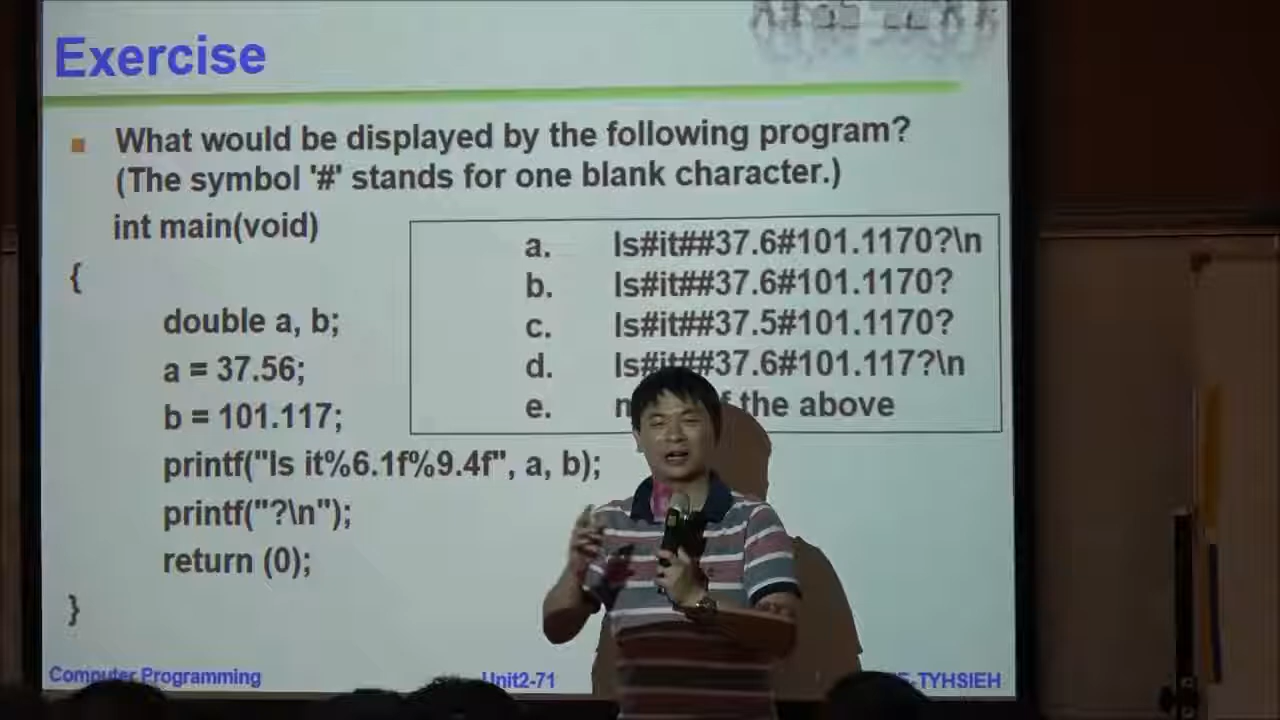 Exercise
What would be displayed by the following program?
(The symbol '#' stands for one blank character.)
int main(void)
{
double a, b;
a = 37.56;
b = 101.117;
printf("Is it%6.1f%9.4f", a, b);
printf("?\n");
return (0);
}
a. Is#it##37.6#101.1170?\n
b. Is#it##37.6#101.1170?
c. Is#it##37.5#101.1170?
d. Is#it##37.6#101.117?\n
e. the above
Computer Programming
Unit2-71
-TYHSIEH